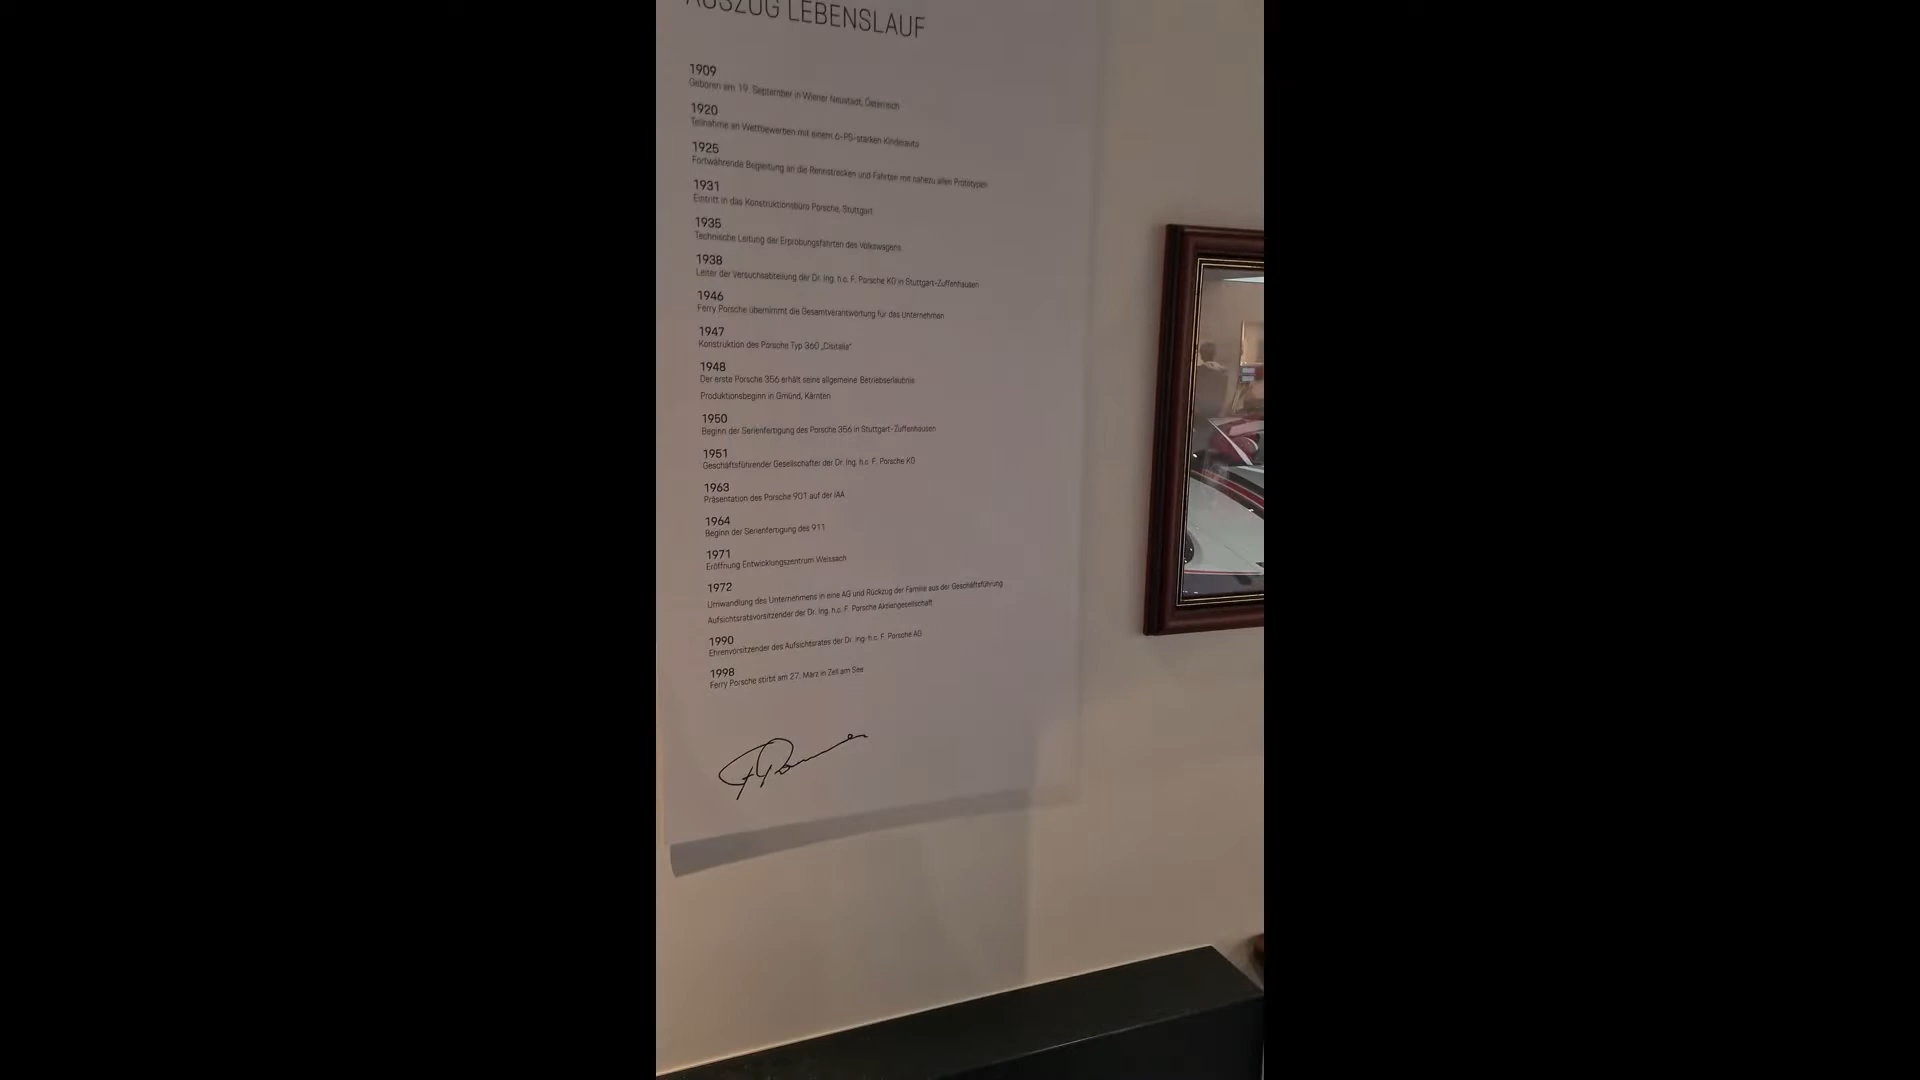 AUSZUG LEBENSLAUF
1909
Geboren am 19. September in Wiener Neustadt, Österreich
1920
Teilnahme an Wettbewerben mit einem 6-PS-starken Kinderauto
1925
Fortwährende Begleitung an die Rennstrecken und Fahrten mit nahezu allen Prototypen
1931
Eintritt in das Konstruktionsbüro Porsche, Stuttgart
1935
Technische Leitung der Erprobungsfahrten des Volkswagens
1938
Leiter der Versuchsabteilung der Dr. Ing. h.c. F. Porsche KG in Stuttgart-Zuffenhausen
1946
Ferry Porsche übernimmt die Gesamtverantwortung für das Unternehmen
1947
Konstruktion des Porsche Typ 360 „Cisitalia“
1948
Der erste Porsche 356 erhält seine allgemeine Betriebserlaubnis
Produktionsbeginn in Gmünd, Kärnten
1950
Beginn der Serienfertigung des Porsche 356 in Stuttgart-Zuffenhausen
1951
Geschäftsführender Gesellschafter der Dr. Ing. h.c. F. Porsche KG
1963
Präsentation des Porsche 901 auf der IAA
1964
Beginn der Serienfertigung des 911
1971
Eröffnung Entwicklungszentrum Weissach
1972
Umwandlung des Unternehmens in eine AG und Rückzug der Familie aus der Geschäftsführung
Aufsichtsratsvorsitzender der Dr. Ing. h.c. F. Porsche Aktiengesellschaft
1990
Ehrenvorsitzender des Aufsichtsrates der Dr. Ing. h.c. F. Porsche AG
1998
Ferry Porsche stirbt am 27. März in Zell am See